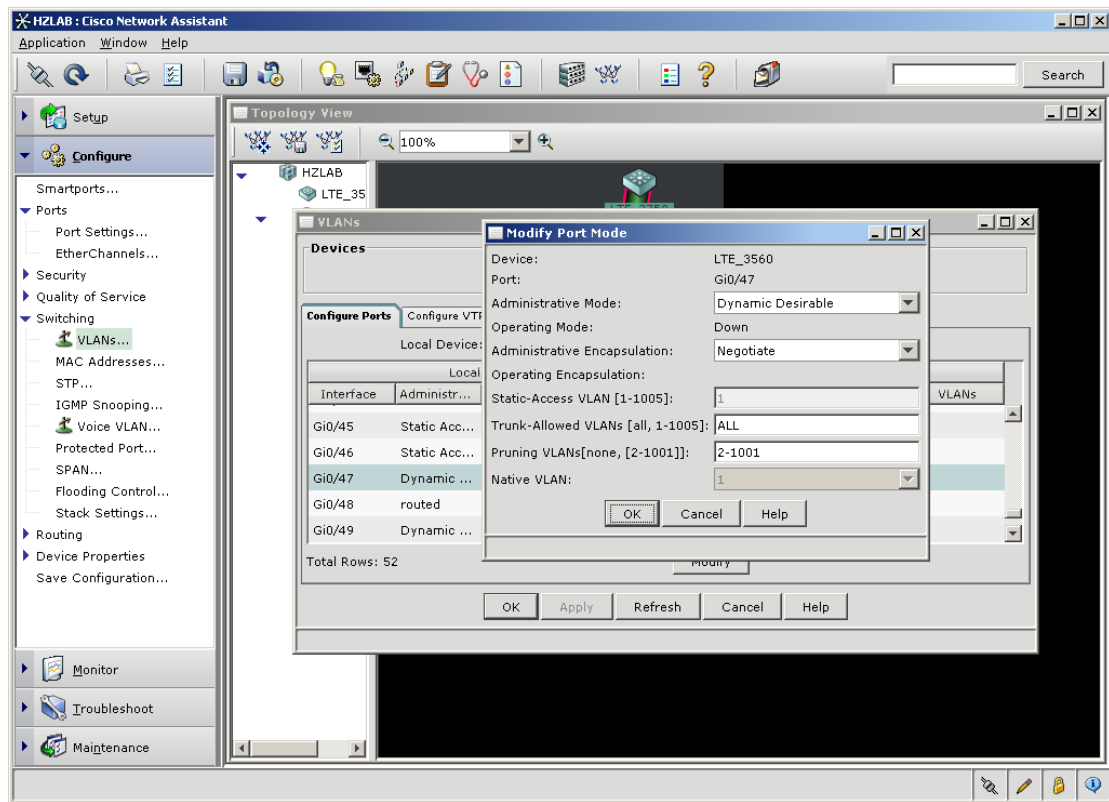 HZLAB : Cisco Network Assistant
Application Window Help
Search
Setup
Configure
Smartports...
Ports
Port Settings...
EtherChannels...
Security
Quality of Service
Switching
VLANs...
MAC Addresses...
STP...
IGMP Snooping...
Voice VLAN...
Protected Port...
SPAN...
Flooding Control...
Stack Settings...
Routing
Device Properties
Save Configuration...
Monitor
Troubleshoot
Maintenance
Topology View
100%
HZLAB
LTE_35
VLANs
Devices
Configure Ports Configure VTP
Local Device:
Local
Interface Administr... VLANs
Gi0/45 Static Acc...
Gi0/46 Static Acc...
Gi0/47 Dynamic ...
Gi0/48 routed
Gi0/49 Dynamic ...
Total Rows: 52
Modify
OK Apply Refresh Cancel Help
Modify Port Mode
Device: LTE_3560
Port: Gi0/47
Administrative Mode: Dynamic Desirable
Operating Mode: Down
Administrative Encapsulation: Negotiate
Operating Encapsulation:
Static-Access VLAN [1-1005]: 1
Trunk-Allowed VLANs [all, 1-1005]: ALL
Pruning VLANs[none, [2-1001]]: 2-1001
Native VLAN: 1
OK Cancel Help